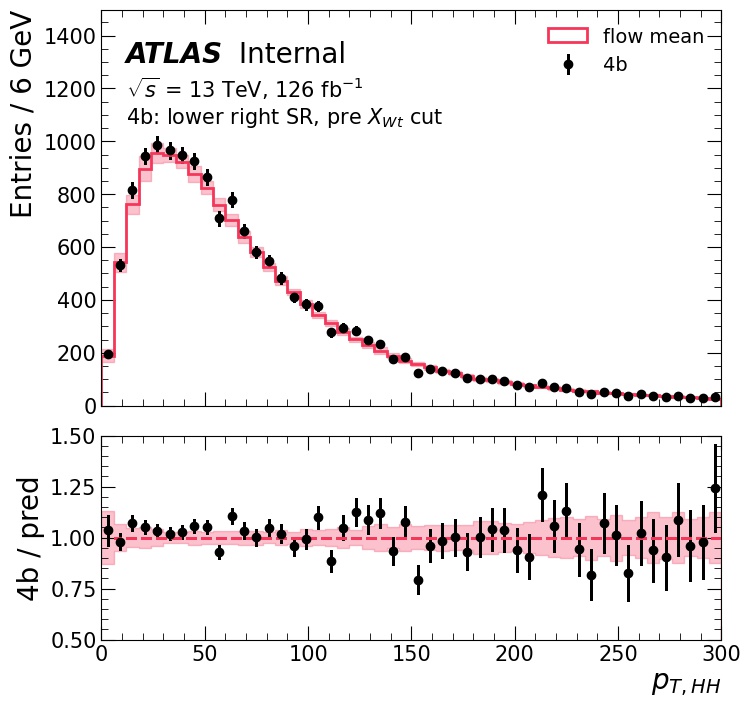 Entries / 6 GeV
1400
1200
1000
800
600
400
200
0
ATLAS Internal
√s = 13 TeV, 126 fb⁻¹
4b: lower right SR, pre X_Wt cut
flow mean
4b
4b / pred
1.50
1.25
1.00
0.75
0.50
0 50 100 150 200 250 300
p_T, HH